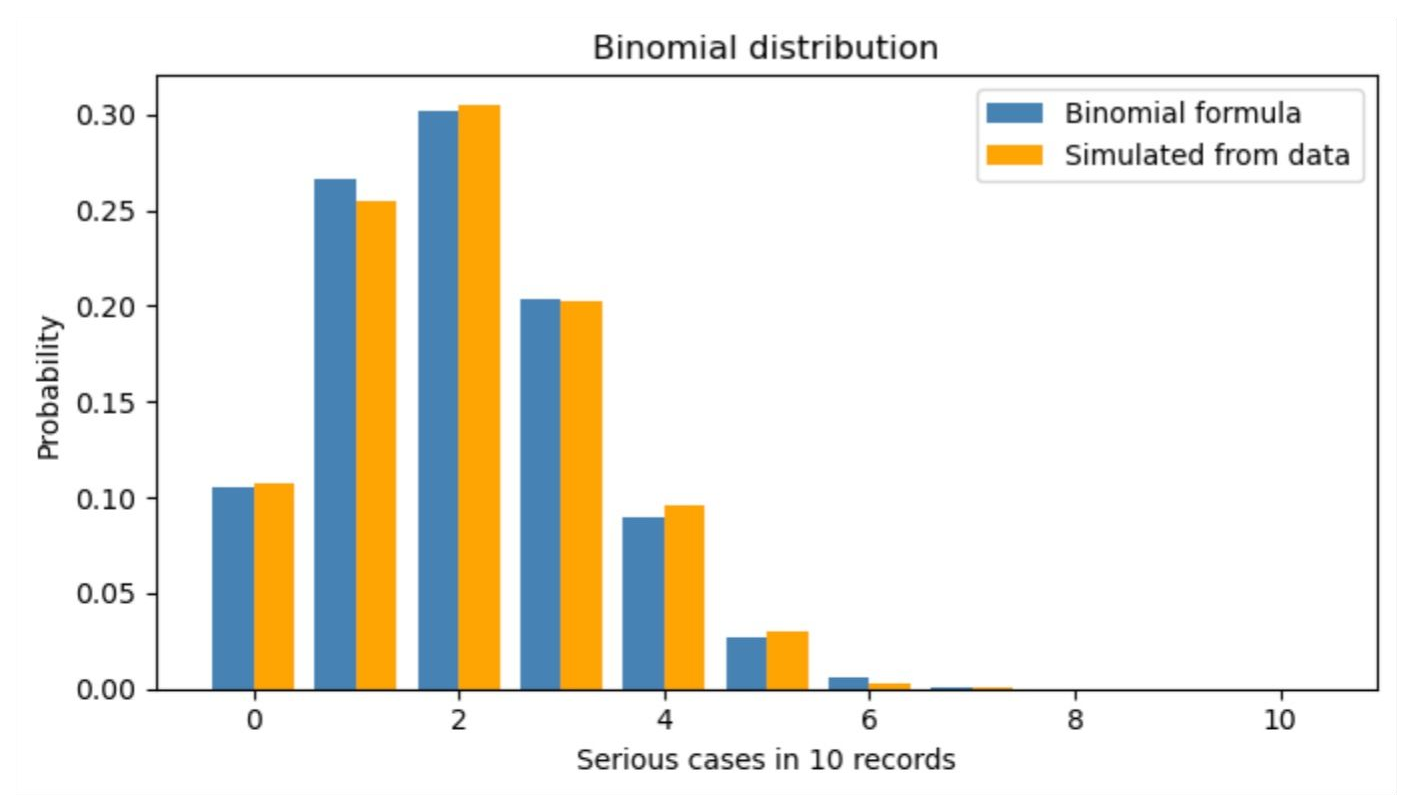 Binomial distribution
Binomial formula
Simulated from data
0.30
0.25
0.20
0.15
0.10
0.05
0.00
Probability
0 2 4 6 8 10
Serious cases in 10 records